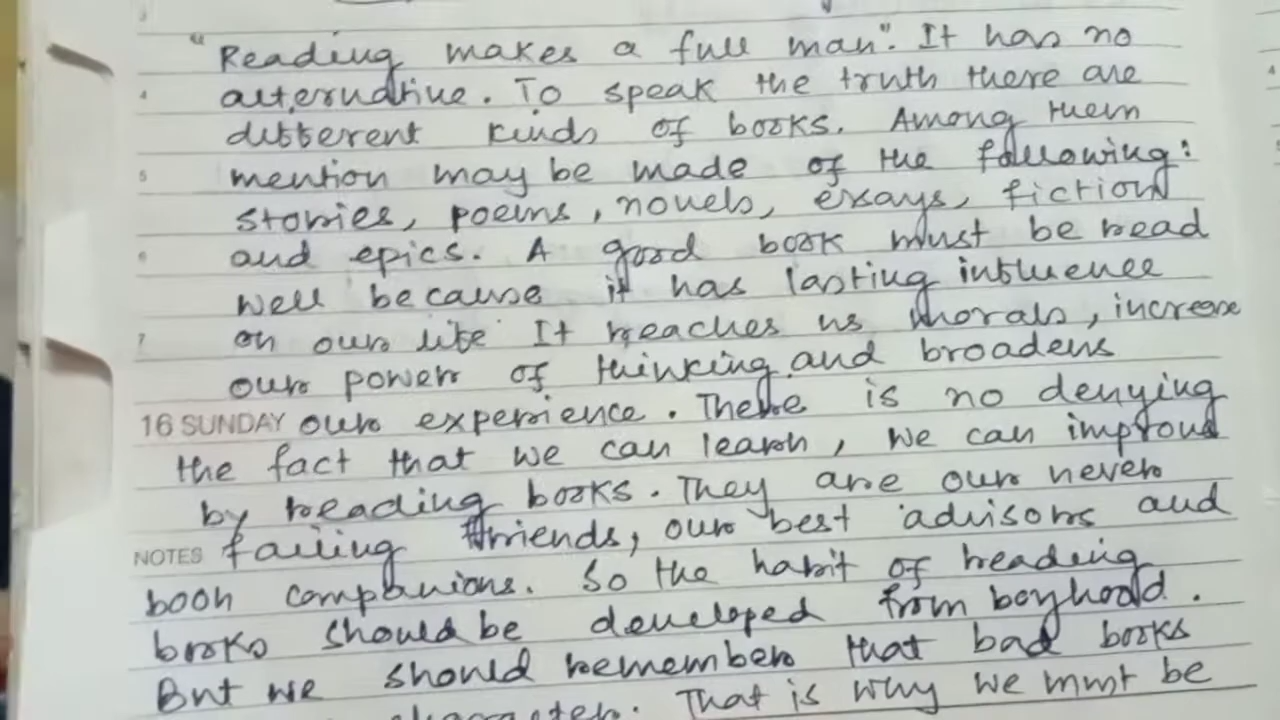 "Reading makes a full man". It has no
alternative. To speak the truth there are
different kinds of books. Among them
mention may be made of the following:
stories, poems, novels, essays, fiction
and epics. A good book must be read
well because it has lasting influence
on our life It teaches us morals, increase
our power of thinking and broadens
16 SUNDAY our experience. There is no denying
the fact that we can learn, we can improve
by reading books. They are our never
NOTES failing friends, our best advisors and
boon companions. So the habit of reading
books should be developed from boyhood.
But we should remember that bad books
character. That is why we must be